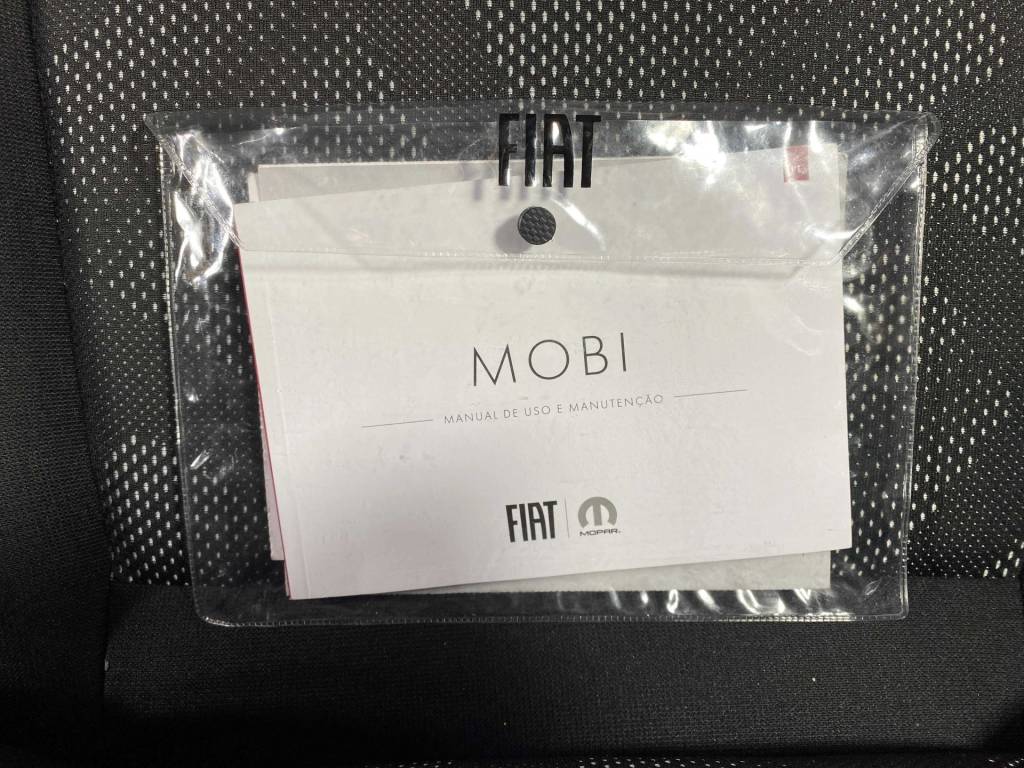 FIAT
MOBI
MANUAL DE USO E MANUTENÇÃO
FIAT
MOPAR.